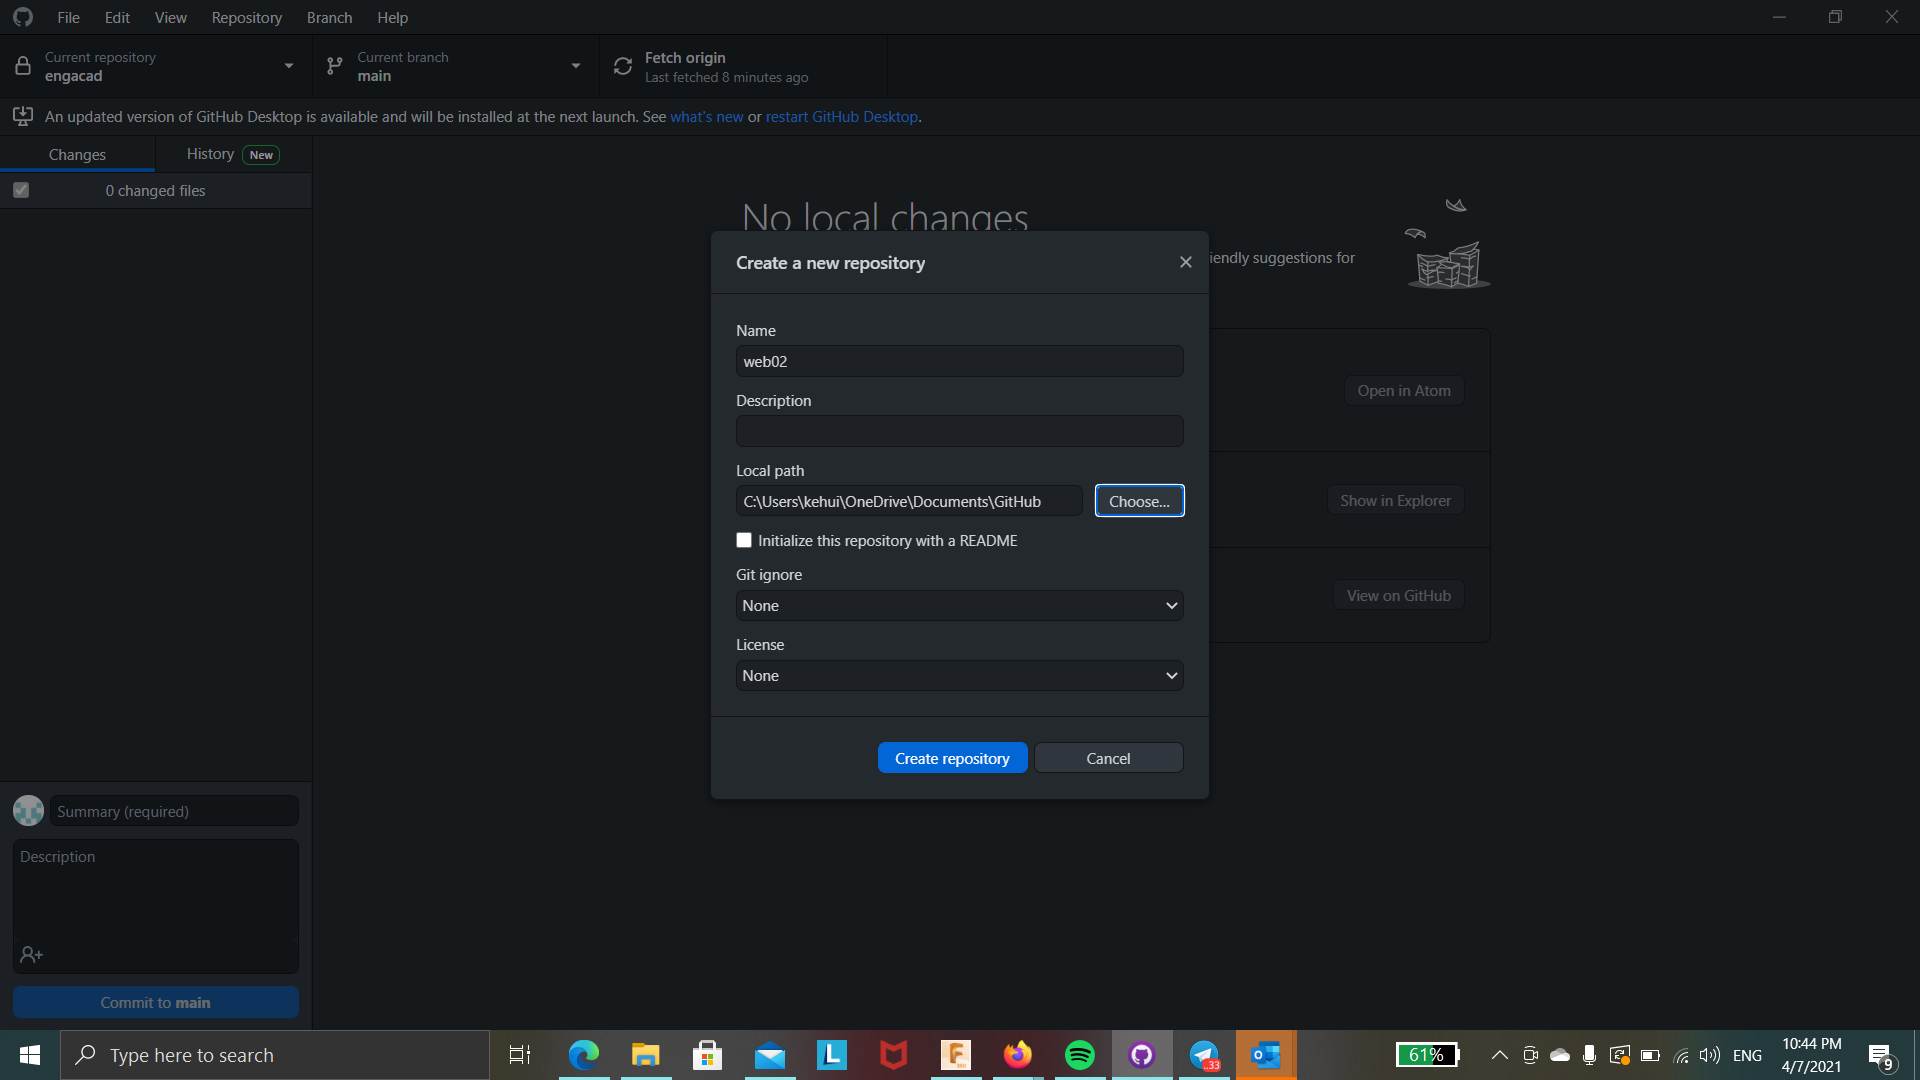 File Edit View Repository Branch Help
Current repository
engacad
Current branch
main
Fetch origin
Last fetched 8 minutes ago
An updated version of GitHub Desktop is available and will be installed at the next launch. See what's new or restart GitHub Desktop.
Changes
History New
0 changed files
No local changes
iendly suggestions for
Create a new repository
Name
web02
Description
Local path
C:\Users\kehui\OneDrive\Documents\GitHub
Choose...
Initialize this repository with a README
Git ignore
None
License
None
Create repository
Cancel
Open in Atom
Show in Explorer
View on GitHub
Summary (required)
Description
Commit to main
Type here to search
L
F
..33
61%
ENG
10:44 PM
4/7/2021
9